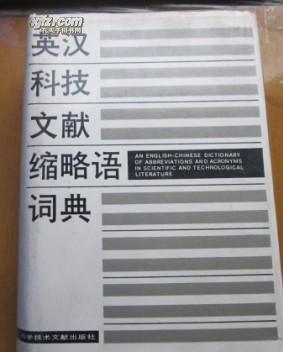 英汉
科技
文献
缩略语
AN ENGLISH-CHINESE DICTIONARY
OF ABBREVIATIONS AND ACRONYMS
IN SCIENTIFIC AND TECHNOLOGICAL
LITERATURE
词典
科学技术文献出版社